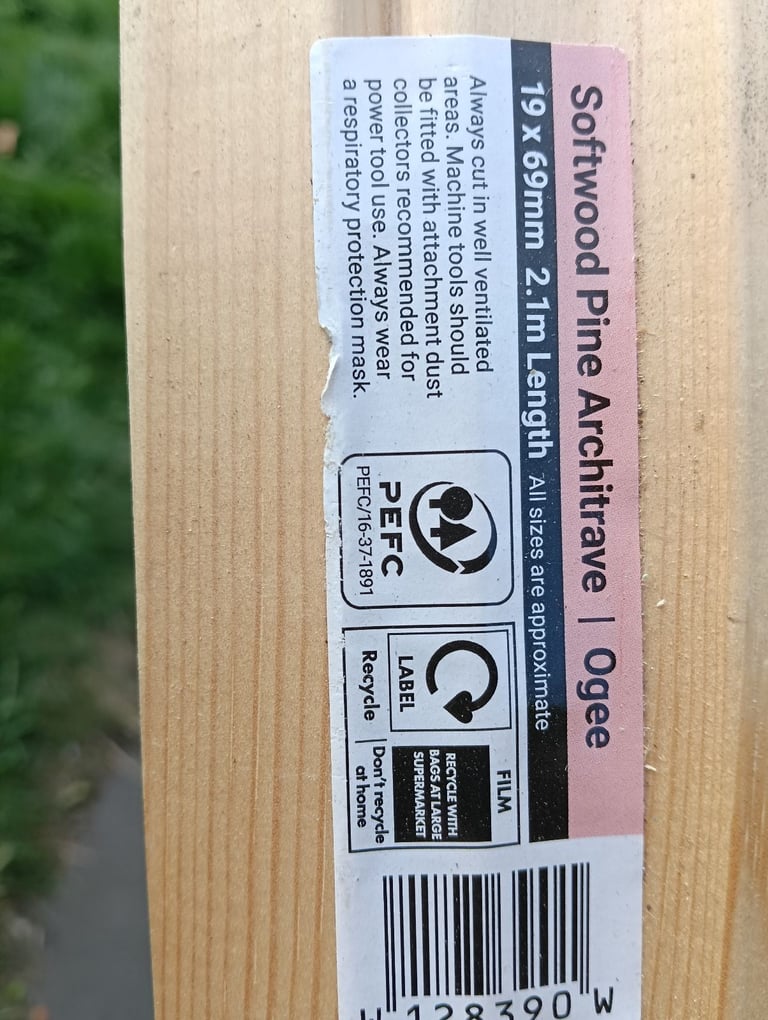 Softwood Pine Architrave | Ogee
19 x 69mm 2.1m Length All sizes are approximate
Always cut in well ventilated
areas. Machine tools should
be fitted with attachment dust
collectors recommended for
power tool use. Always wear
a respiratory protection mask.
PEFC
PEFC/16-37-1891
FILM
RECYCLE WITH
BAGS AT LARGE
SUPERMARKET
Don't recycle
at home
LABEL
Recycle
W
128390